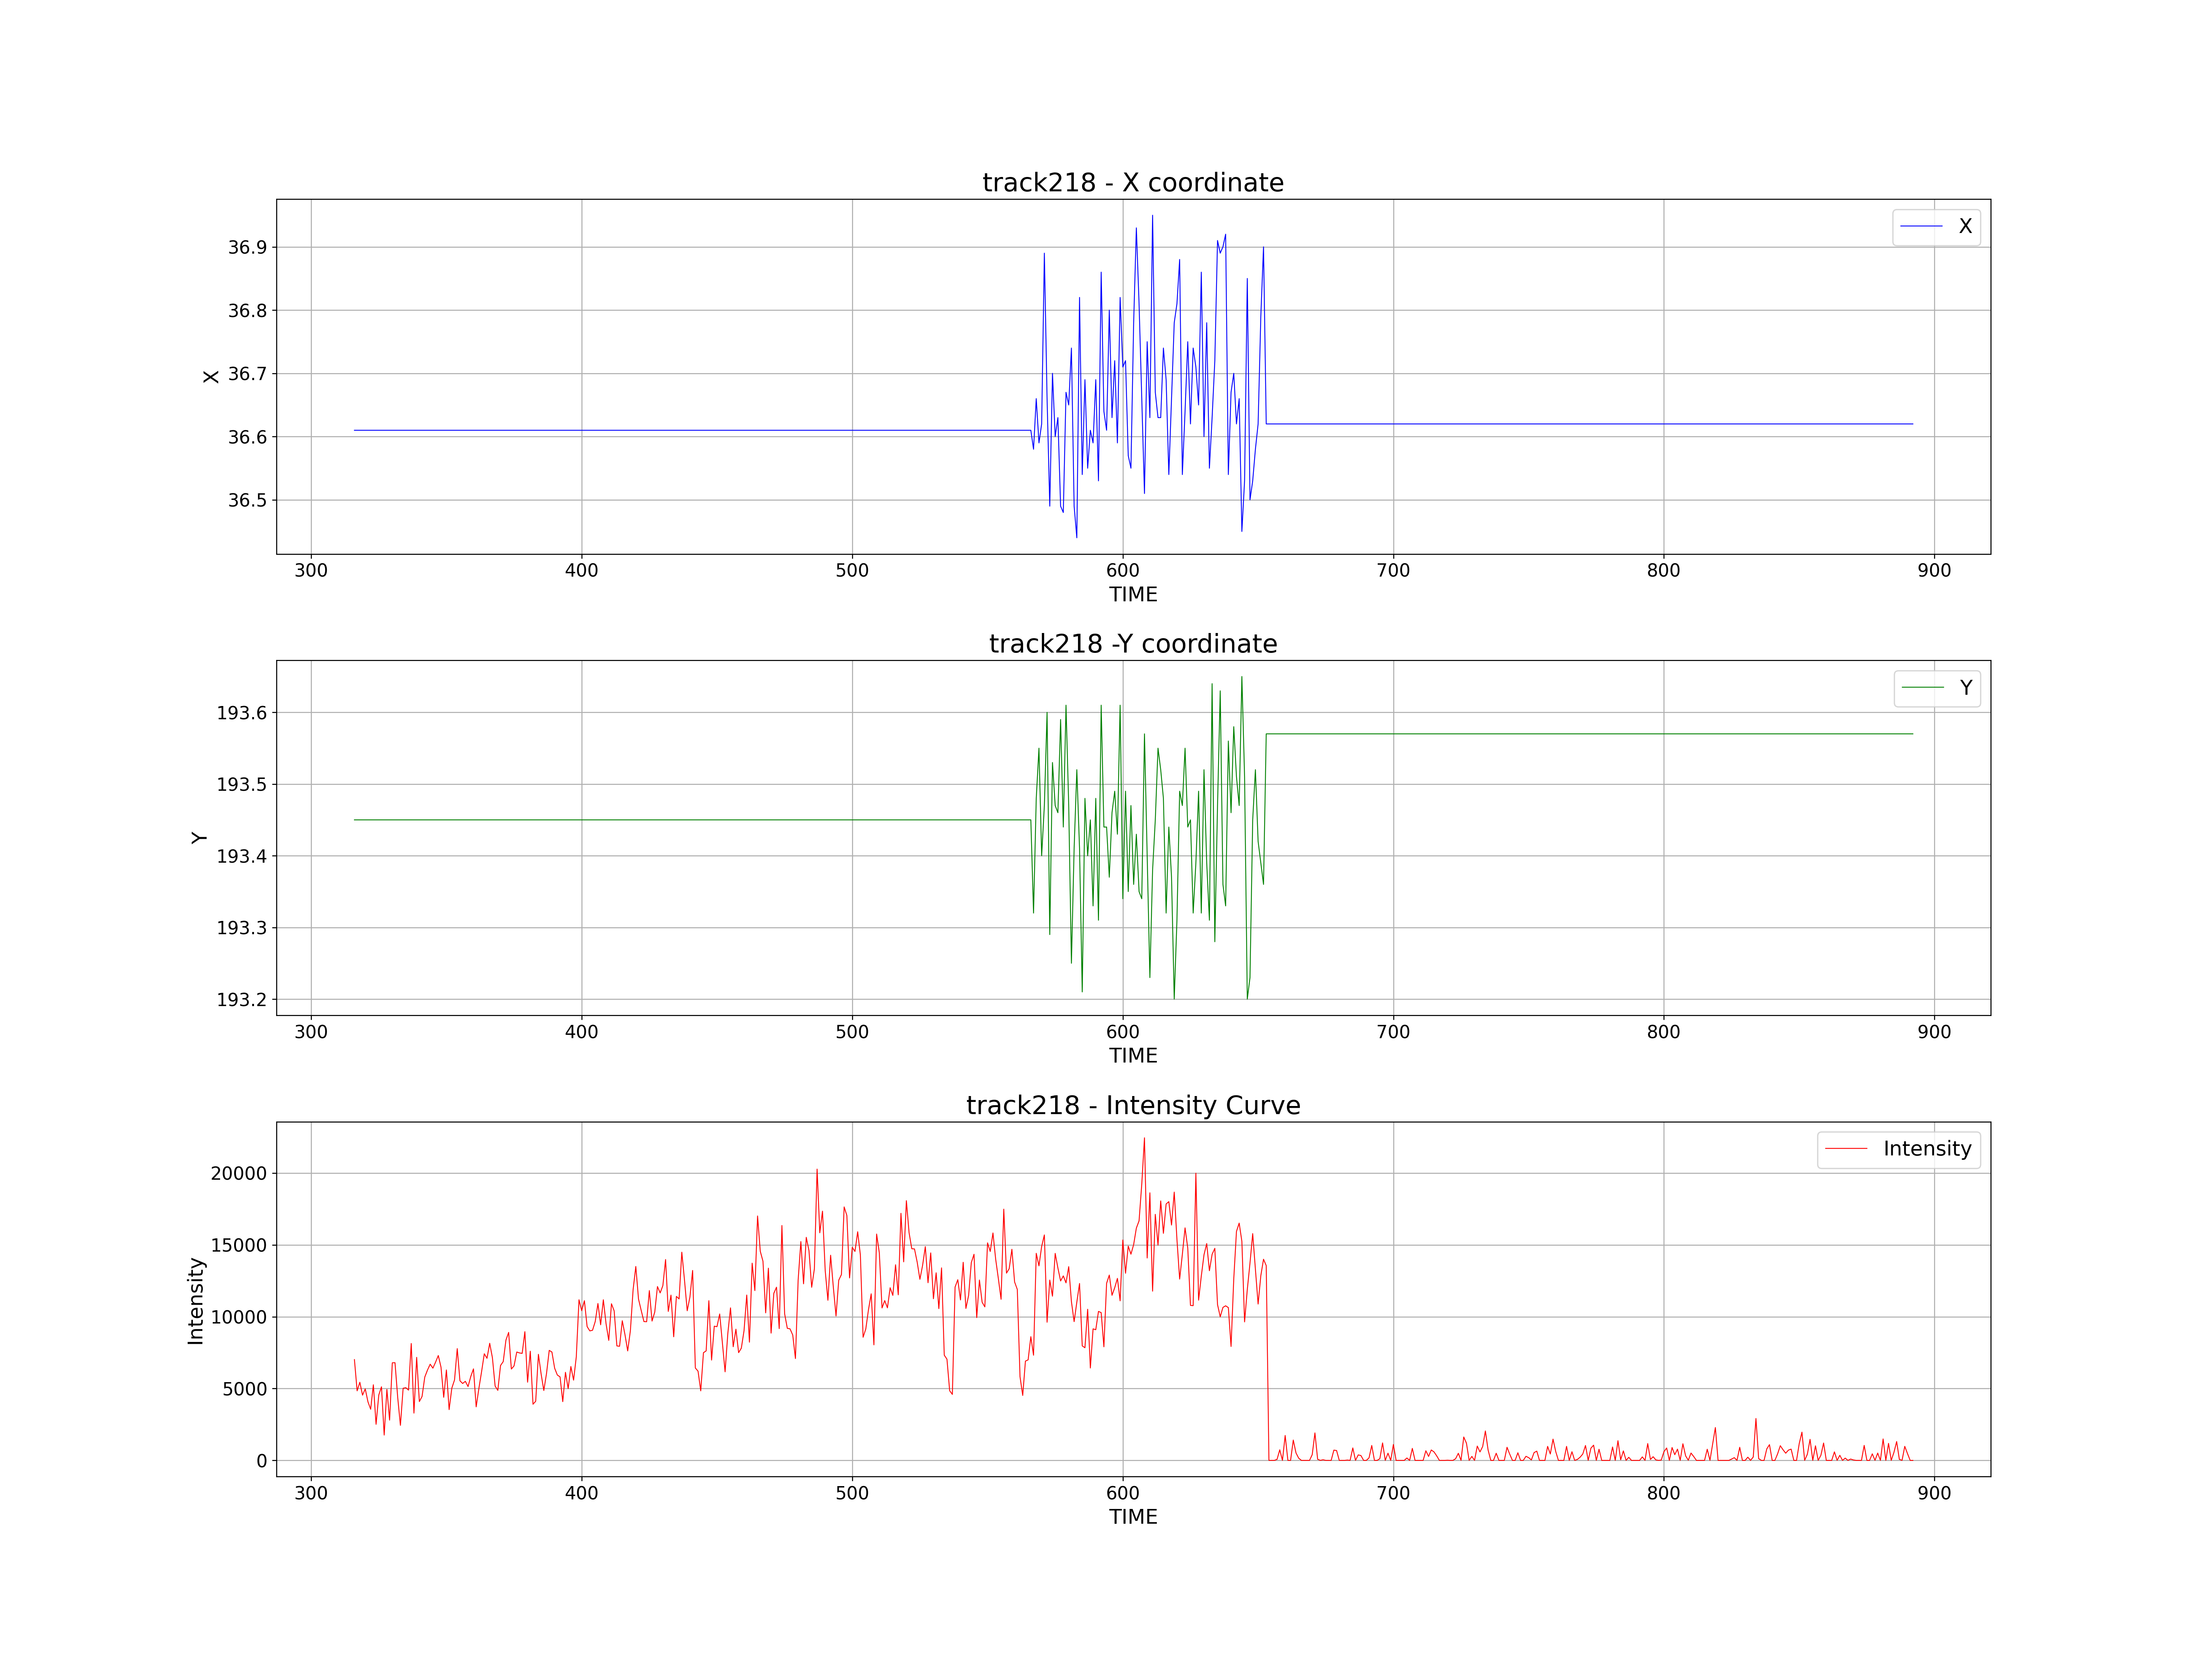 track218 - X coordinate
X
36.9
36.8
36.7
36.6
36.5
X
300 400 500 600 700 800 900
TIME
track218 -Y coordinate
Y
193.6
193.5
193.4
193.3
193.2
Y
300 400 500 600 700 800 900
TIME
track218 - Intensity Curve
Intensity
20000
15000
10000
5000
0
Intensity
300 400 500 600 700 800 900
TIME